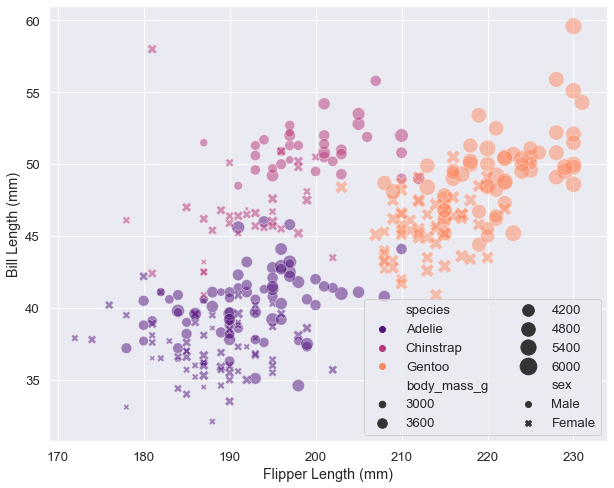 60
55
50
45
40
35
Bill Length (mm)
170 180 190 200 210 220 230
Flipper Length (mm)
species
Adelie
Chinstrap
Gentoo
body_mass_g
3000
3600
4200
4800
5400
6000
sex
Male
Female